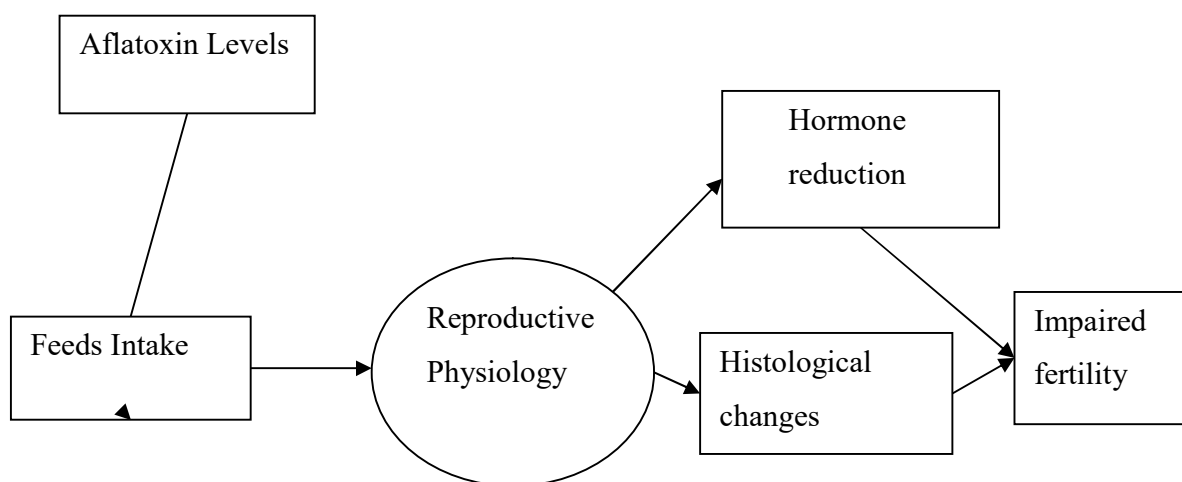 Aflatoxin Levels
Hormone
reduction
Feeds Intake
Reproductive
Physiology
Histological
changes
Impaired
fertility